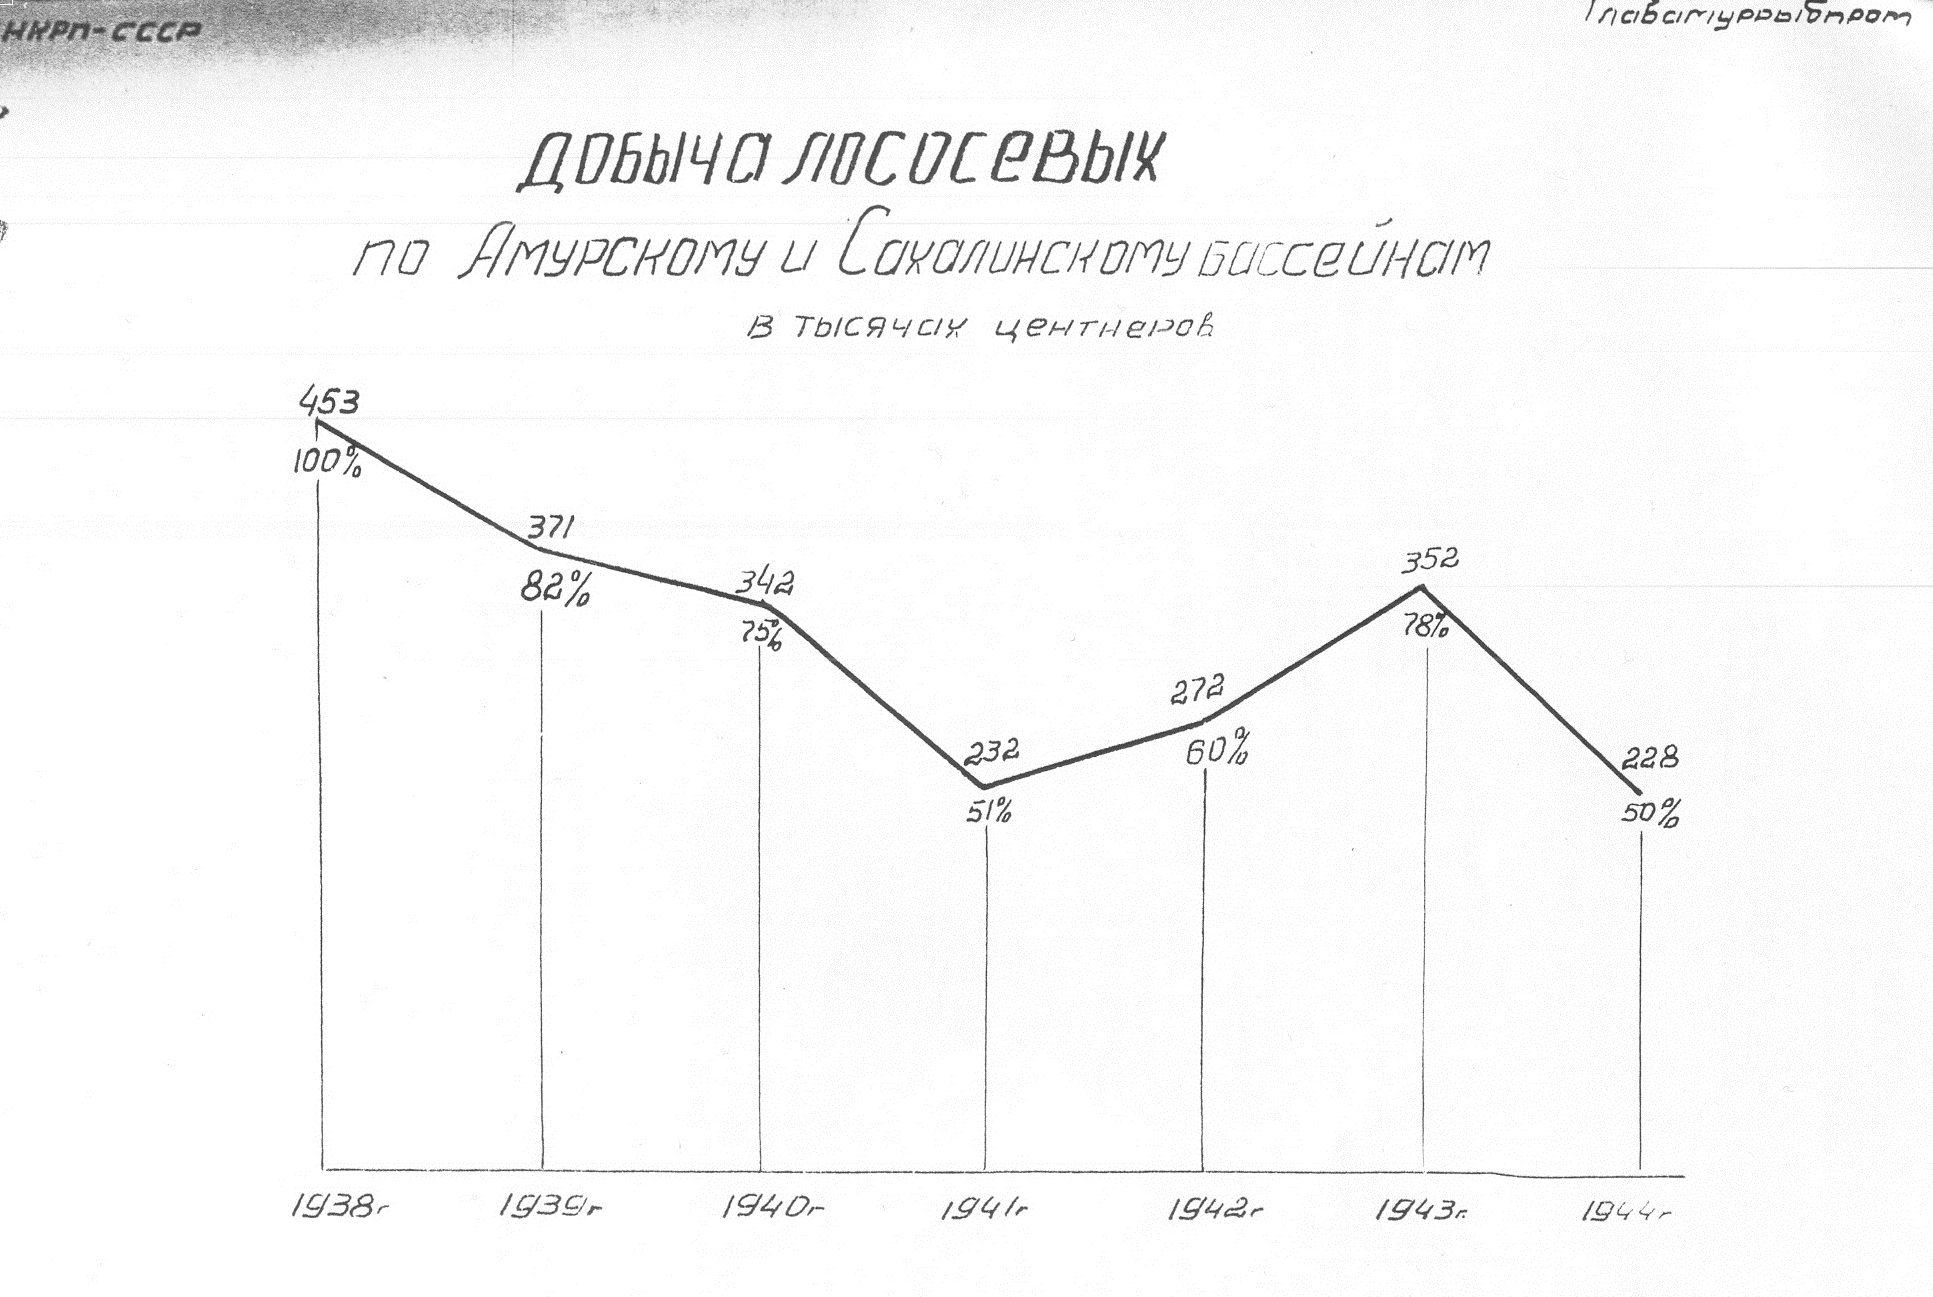 НКРП-СССР
Главамуррыбпром
Добыча лососевых
по Амурскому и Сахалинскому бассейнам
в тысячах центнеров
453
100%
371
82%
342
75%
232
51%
272
60%
352
78%
228
50%
1938г
1939г
1940г
1941г
1942г
1943г.
1944г